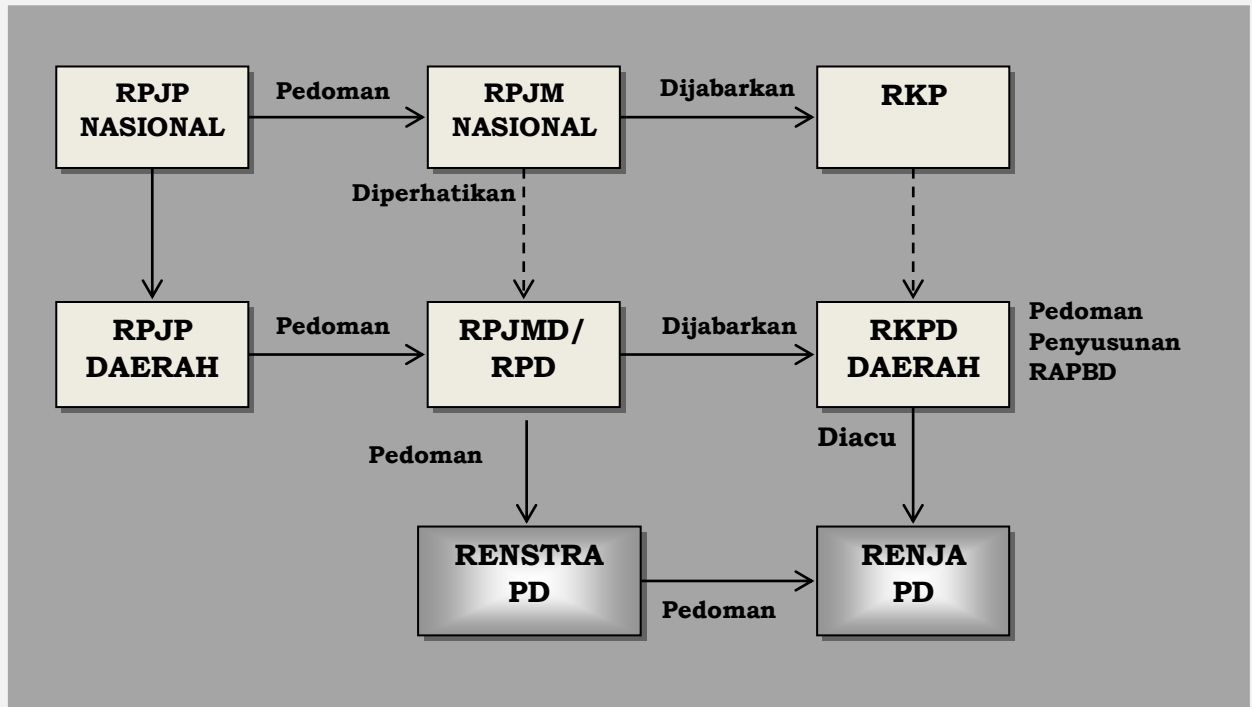 RPJP
NASIONAL
Pedoman
RPJM
NASIONAL
Dijabarkan
RKP
Diperhatikan
RPJP
DAERAH
Pedoman
RPJMD/
RPD
Dijabarkan
RKPD
DAERAH
Pedoman
Penyusunan
RAPBD
Pedoman
Diacu
RENSTRA
PD
Pedoman
RENJA
PD